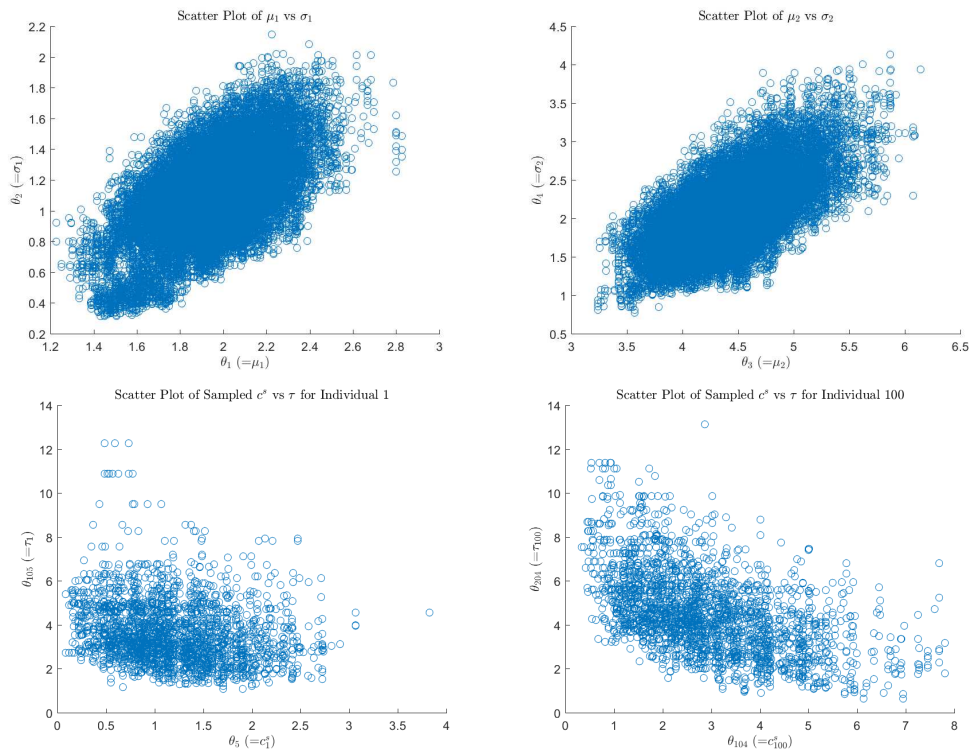 Scatter Plot of μ₁ vs σ₁
2.2
2
1.8
1.6
1.4
1.2
1
0.8
0.6
0.4
0.2
θ₂ (=σ₁)
1.2 1.4 1.6 1.8 2 2.2 2.4 2.6 2.8 3
θ₁ (=μ₁)
Scatter Plot of μ₂ vs σ₂
4.5
4
3.5
3
2.5
2
1.5
1
0.5
θ₄ (=σ₂)
3 3.5 4 4.5 5 5.5 6 6.5
θ₃ (=μ₂)
Scatter Plot of Sampled cˢ vs τ for Individual 1
14
12
10
8
6
4
2
0
θ₁₀₅ (=τ₁)
0 0.5 1 1.5 2 2.5 3 3.5 4
θ₅ (=c₁ˢ)
Scatter Plot of Sampled cˢ vs τ for Individual 100
14
12
10
8
6
4
2
0
θ₂₀₄ (=τ₁₀₀)
0 1 2 3 4 5 6 7 8
θ₁₀₄ (=c₁₀₀ˢ)